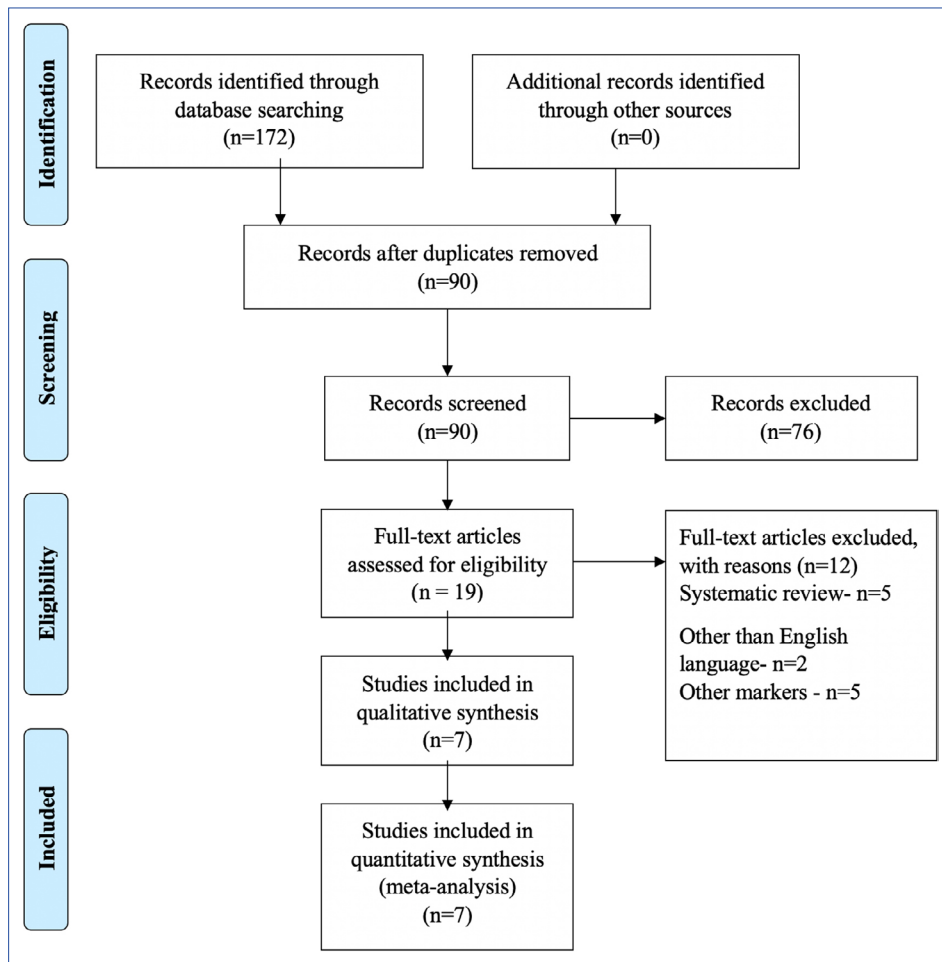 Identification
Records identified through
database searching
(n=172)
Additional records identified
through other sources
(n=0)
Records after duplicates removed
(n=90)
Screening
Records screened
(n=90)
Records excluded
(n=76)
Eligibility
Full-text articles
assessed for eligibility
(n = 19)
Full-text articles excluded,
with reasons (n=12)
Systematic review- n=5
Other than English
language- n=2
Other markers - n=5
Studies included in
qualitative synthesis
(n=7)
Included
Studies included in
quantitative synthesis
(meta-analysis)
(n=7)